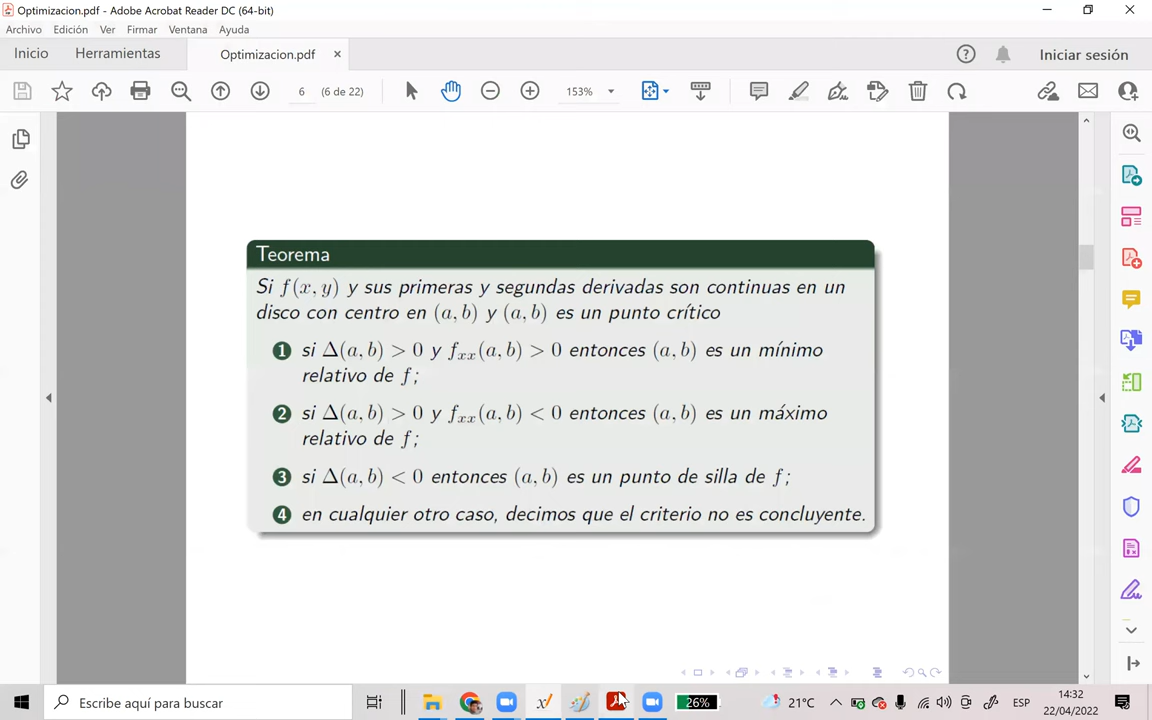 Optimizacion.pdf - Adobe Acrobat Reader DC (64-bit)
Archivo Edición Ver Firmar Ventana Ayuda
Inicio Herramientas Optimizacion.pdf × Iniciar sesión
6 (6 de 22) 153%
Teorema
Si f(x, y) y sus primeras y segundas derivadas son continuas en un
disco con centro en (a, b) y (a, b) es un punto crítico
1 si Δ(a, b) > 0 y fxx(a, b) > 0 entonces (a, b) es un mínimo
relativo de f;
2 si Δ(a, b) > 0 y fxx(a, b) < 0 entonces (a, b) es un máximo
relativo de f;
3 si Δ(a, b) < 0 entonces (a, b) es un punto de silla de f;
4 en cualquier otro caso, decimos que el criterio no es concluyente.
Escribe aquí para buscar
26%
21°C
ESP
14:32
22/04/2022